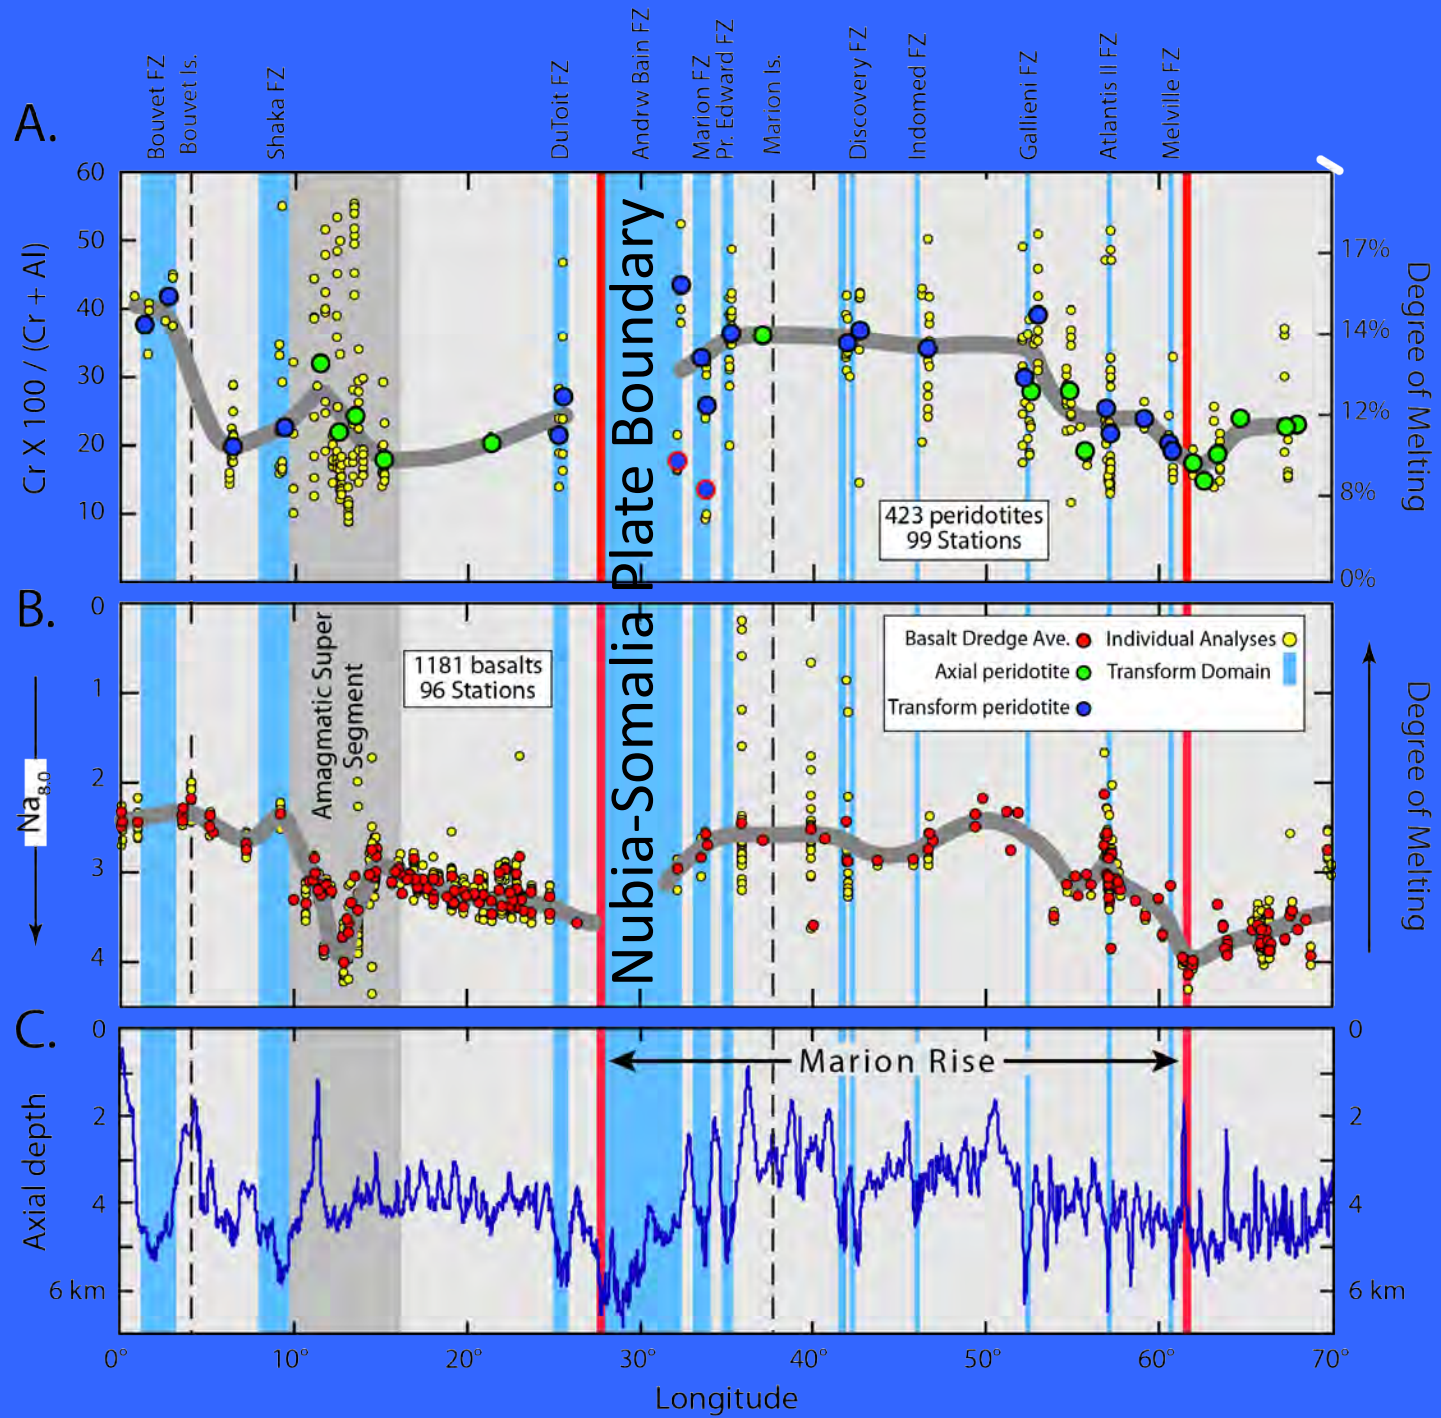 Bouvet FZ
Bouvet Is.
Shaka FZ
DuToit FZ
Andrw Bain FZ
Marion FZ
Pr. Edward FZ
Marion Is.
Discovery FZ
Indomed FZ
Gallieni FZ
Atlantis II FZ
Melville FZ
A.
60
50
40
30
20
10
Cr X 100 / (Cr + Al)
17%
14%
12%
8%
0%
Degree of Melting
423 peridotites
99 Stations
Nubia-Somalia Plate Boundary
B.
0
1
2
3
4
Na8.0
Amagmatic Super
Segment
1181 basalts
96 Stations
Basalt Dredge Ave.
Individual Analyses
Axial peridotite
Transform Domain
Transform peridotite
Degree of Melting
C.
0
2
4
6 km
Axial depth
Marion Rise
0
2
4
6 km
0°
10°
20°
30°
40°
50°
60°
70°
Longitude